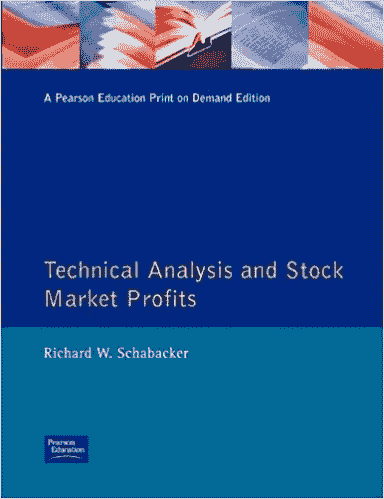 A Pearson Education Print on Demand Edition
Technical Analysis and Stock
Market Profits
Richard W. Schabacker
Pearson
Education